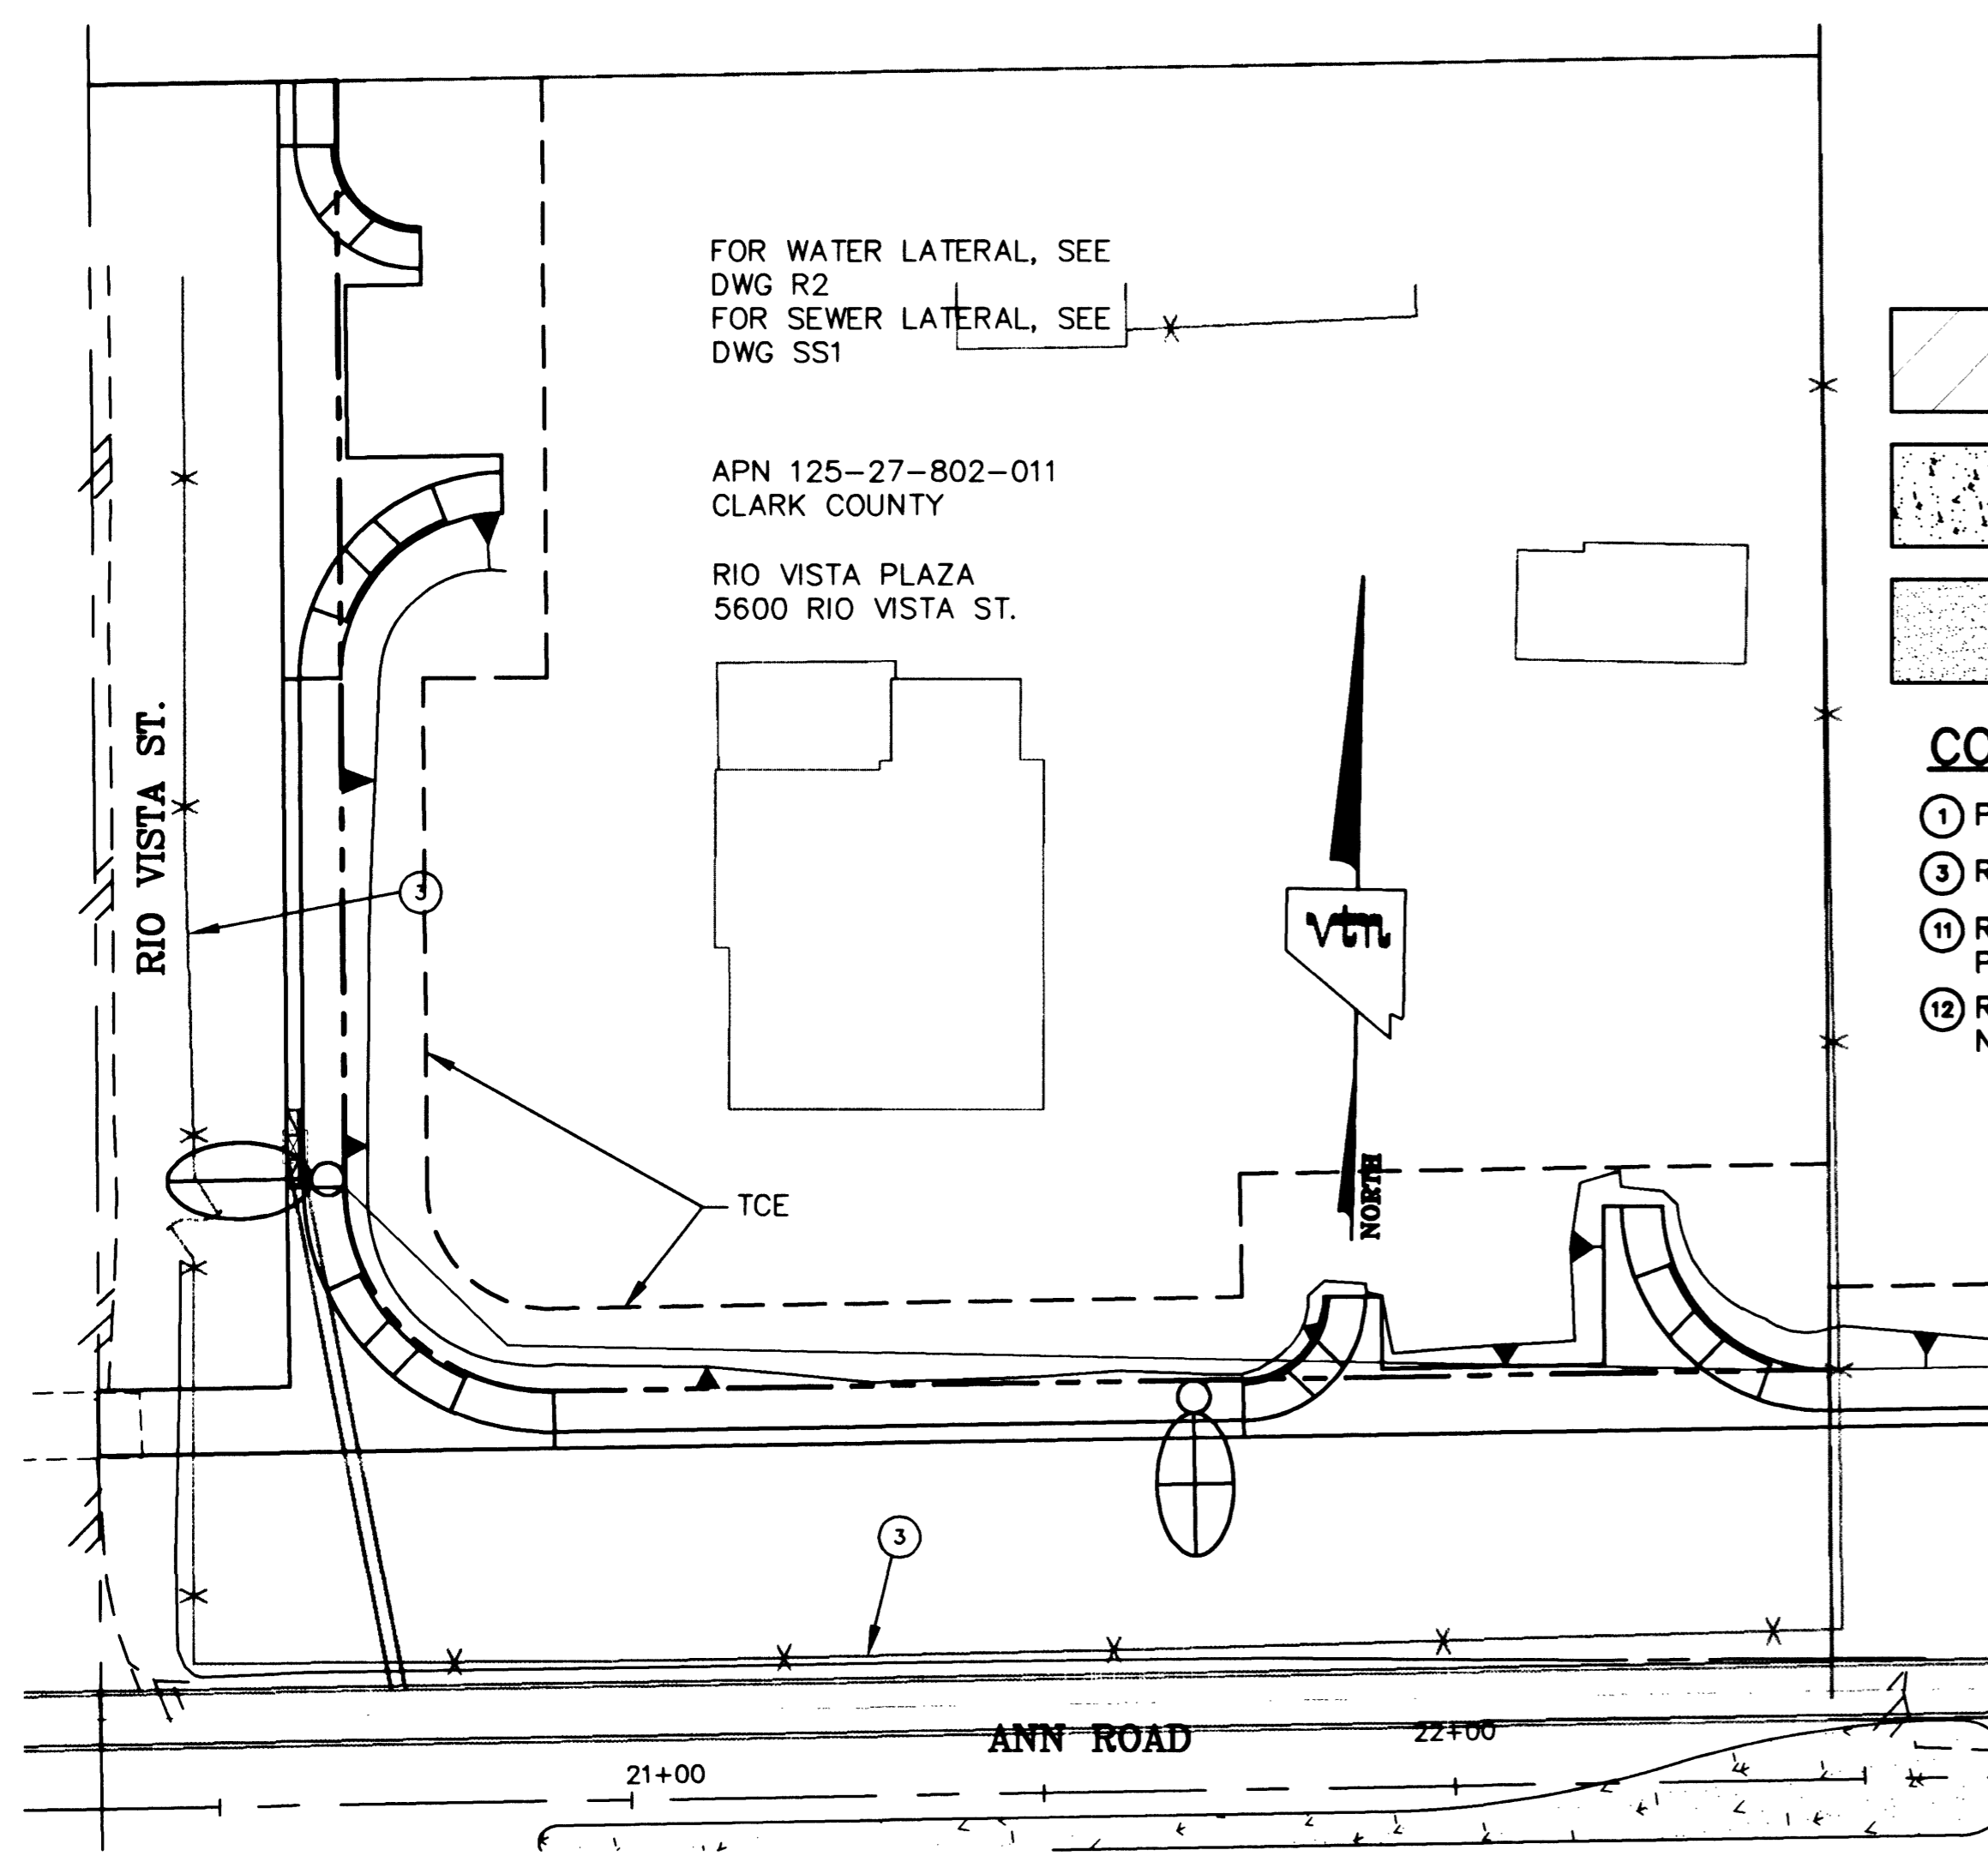 FOR WATER LATERAL, SEE
DWG R2
FOR SEWER LATERAL, SEE
DWG SS1
APN 125-27-802-011
CLARK COUNTY
RIO VISTA PLAZA
5600 RIO VISTA ST.
RIO VISTA ST.
3
vtn
NORTH
TCE
3
ANN ROAD
21+00
22+00
CO
1 P
3 R
11 R
P
12 R
N